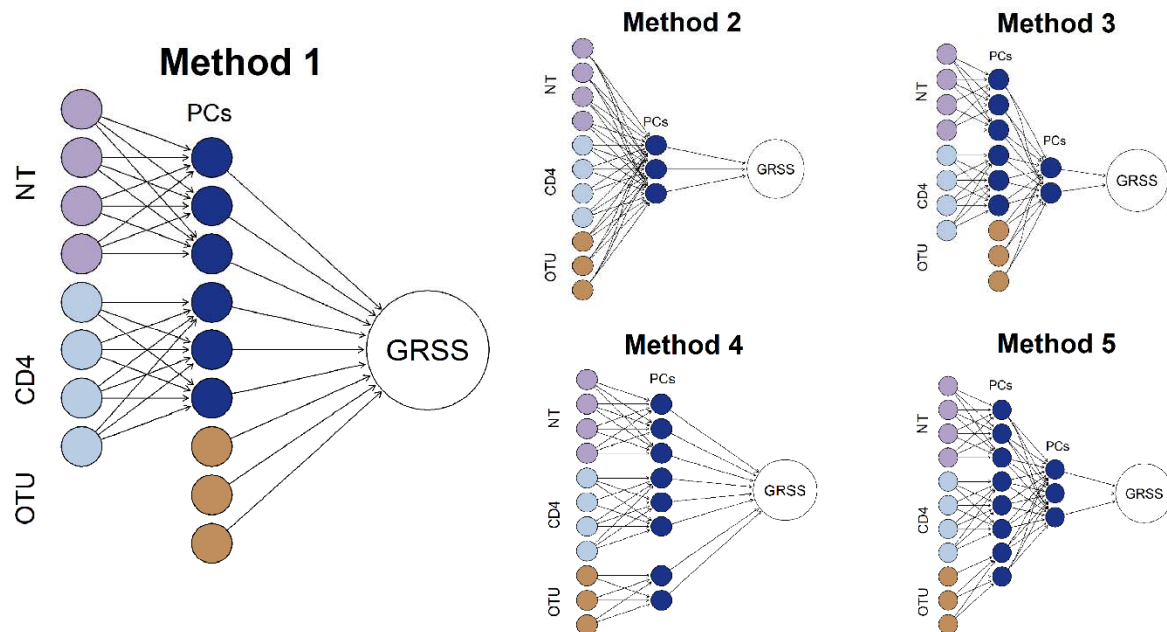 Method 1
PCs
NT
CD4
OTU
GRSS
Method 2
NT
PCs
CD4
GRSS
OTU
Method 3
PCs
NT
PCs
CD4
GRSS
OTU
Method 4
PCs
NT
CD4
GRSS
OTU
Method 5
PCs
NT
PCs
CD4
GRSS
OTU